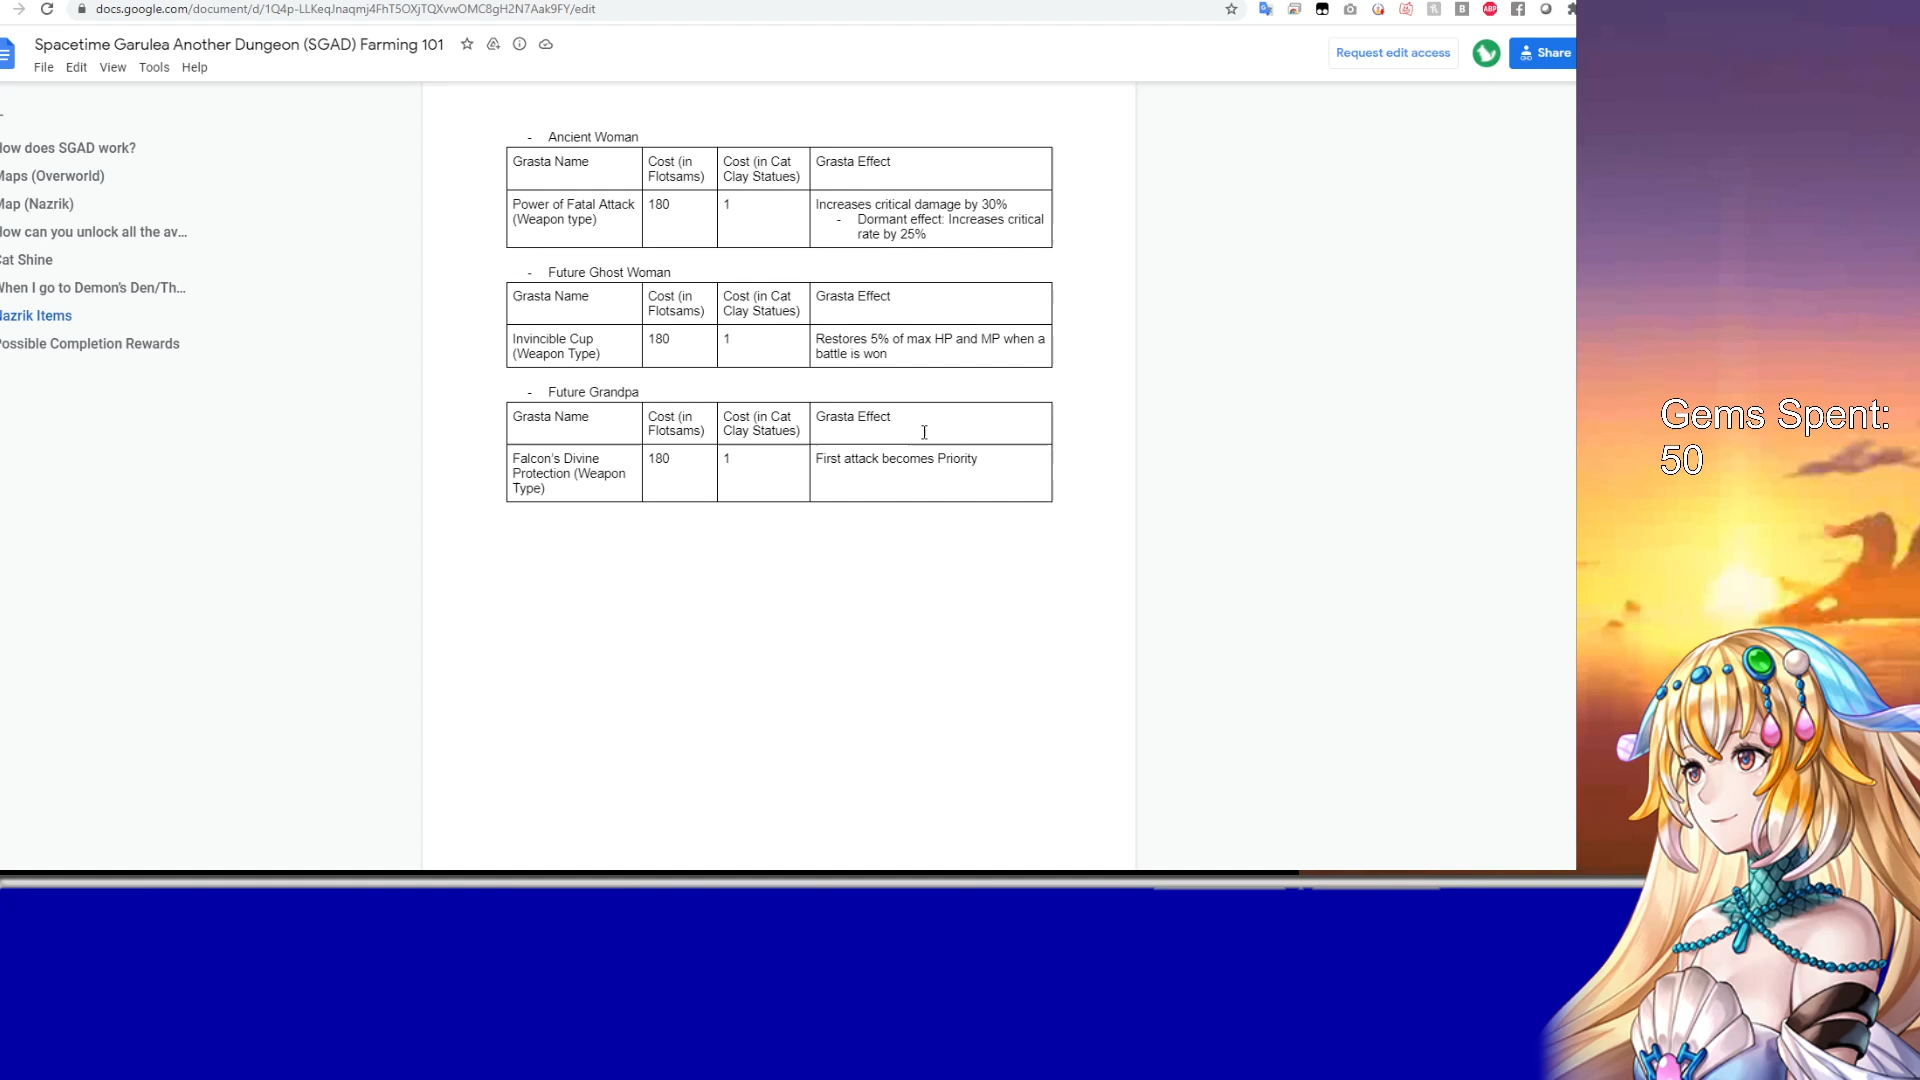 docs.google.com/document/d/1Q4p-LLKeqJnaqmj4FhT5OXjTQXvwOMC8gH2N7Aak9FY/edit
Spacetime Garulea Another Dungeon (SGAD) Farming 101
File Edit View Tools Help
Request edit access
Share
ow does SGAD work?
Maps (Overworld)
Map (Nazrik)
ow can you unlock all the av...
at Shine
When I go to Demon's Den/Th...
azrik Items
ossible Completion Rewards
- Ancient Woman
Grasta Name
Cost (in
Flotsams)
Cost (in Cat
Clay Statues)
Grasta Effect
Power of Fatal Attack
(Weapon type)
180
1
Increases critical damage by 30%
- Dormant effect: Increases critical
rate by 25%
- Future Ghost Woman
Grasta Name
Cost (in
Flotsams)
Cost (in Cat
Clay Statues)
Grasta Effect
Invincible Cup
(Weapon Type)
180
1
Restores 5% of max HP and MP when a
battle is won
- Future Grandpa
Grasta Name
Cost (in
Flotsams)
Cost (in Cat
Clay Statues)
Grasta Effect
Falcon's Divine
Protection (Weapon
Type)
180
1
First attack becomes Priority
Gems Spent:
50
ABP